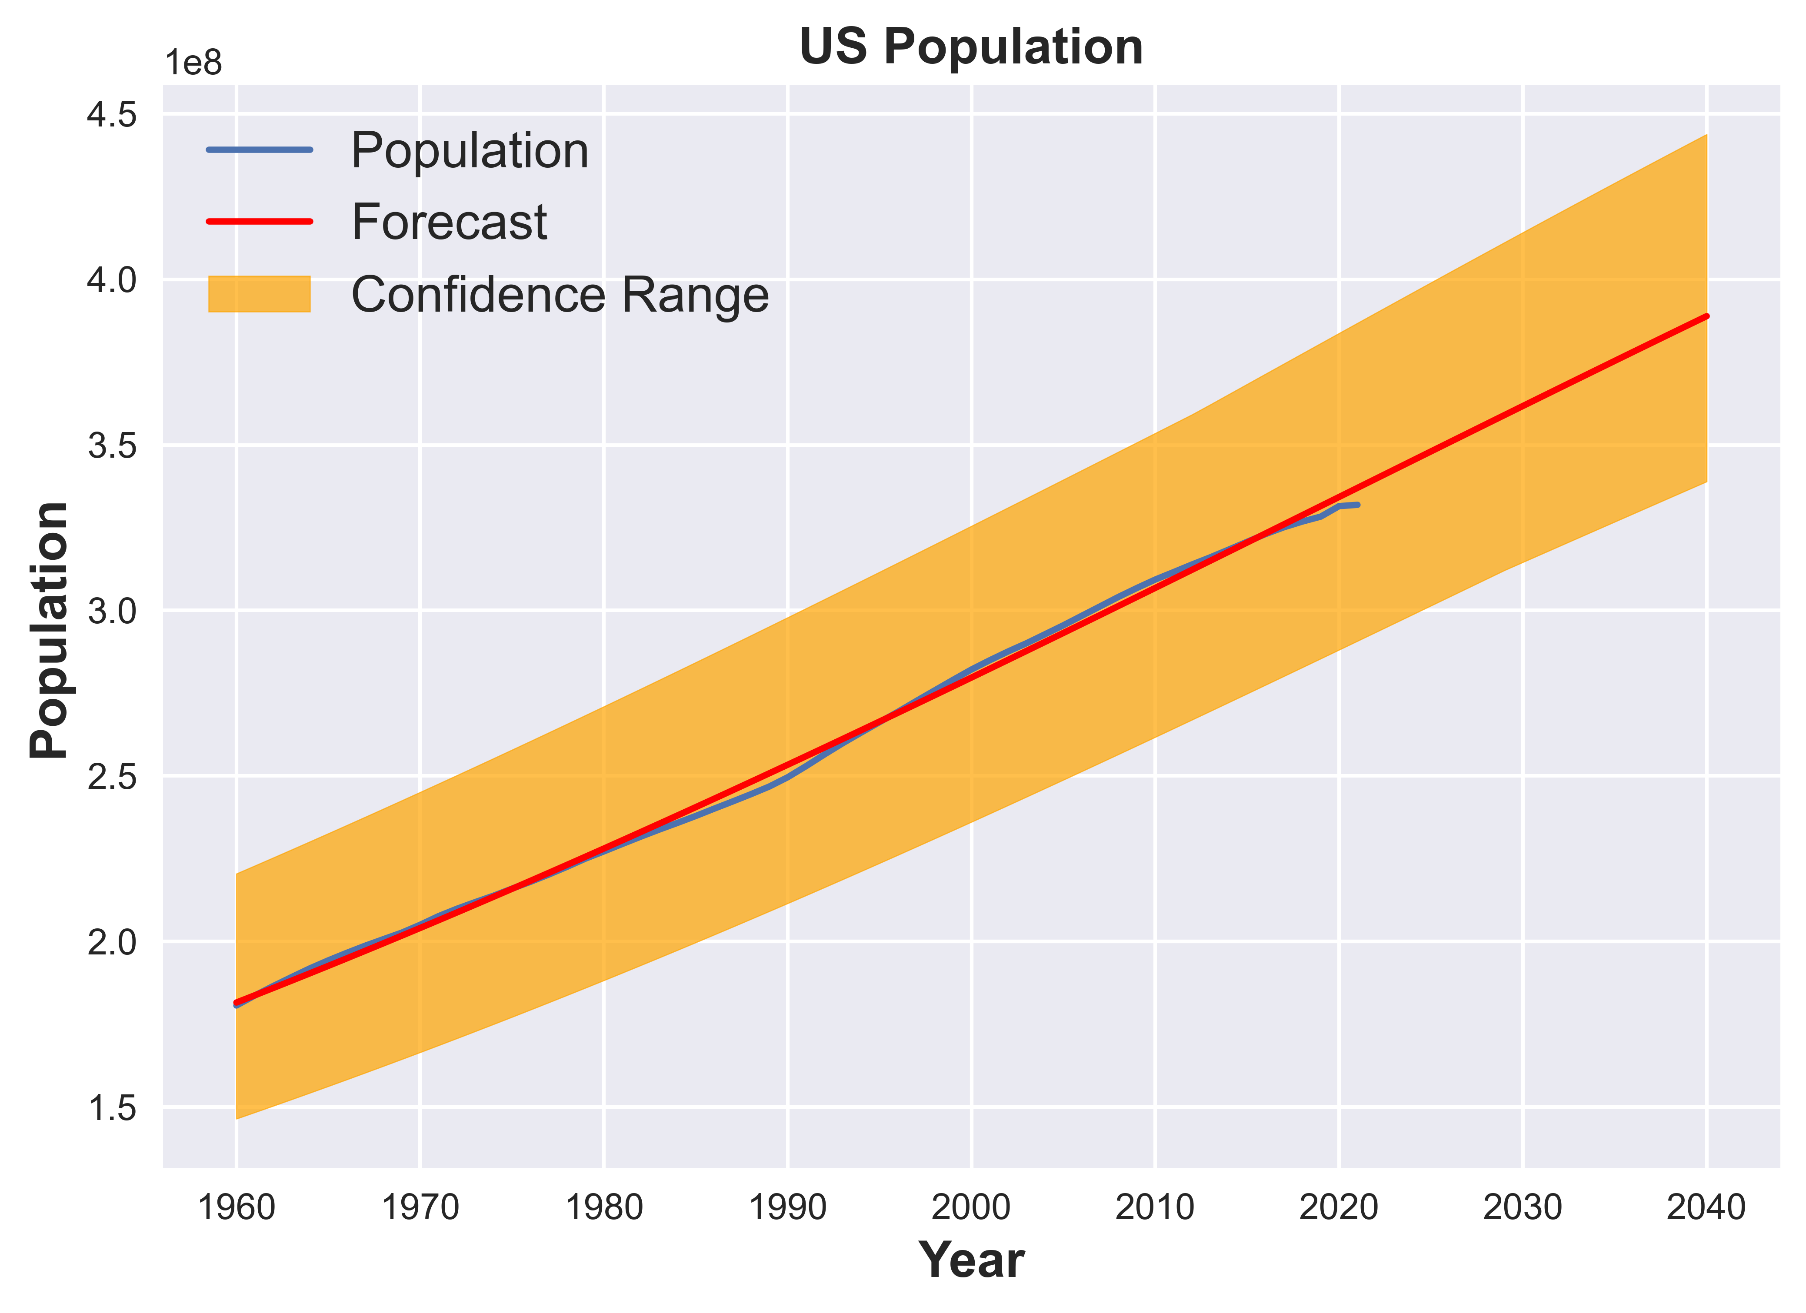 US Population
1e8
4.5
4.0
3.5
3.0
2.5
2.0
1.5
Population
Population
Forecast
Confidence Range
1960 1970 1980 1990 2000 2010 2020 2030 2040
Year